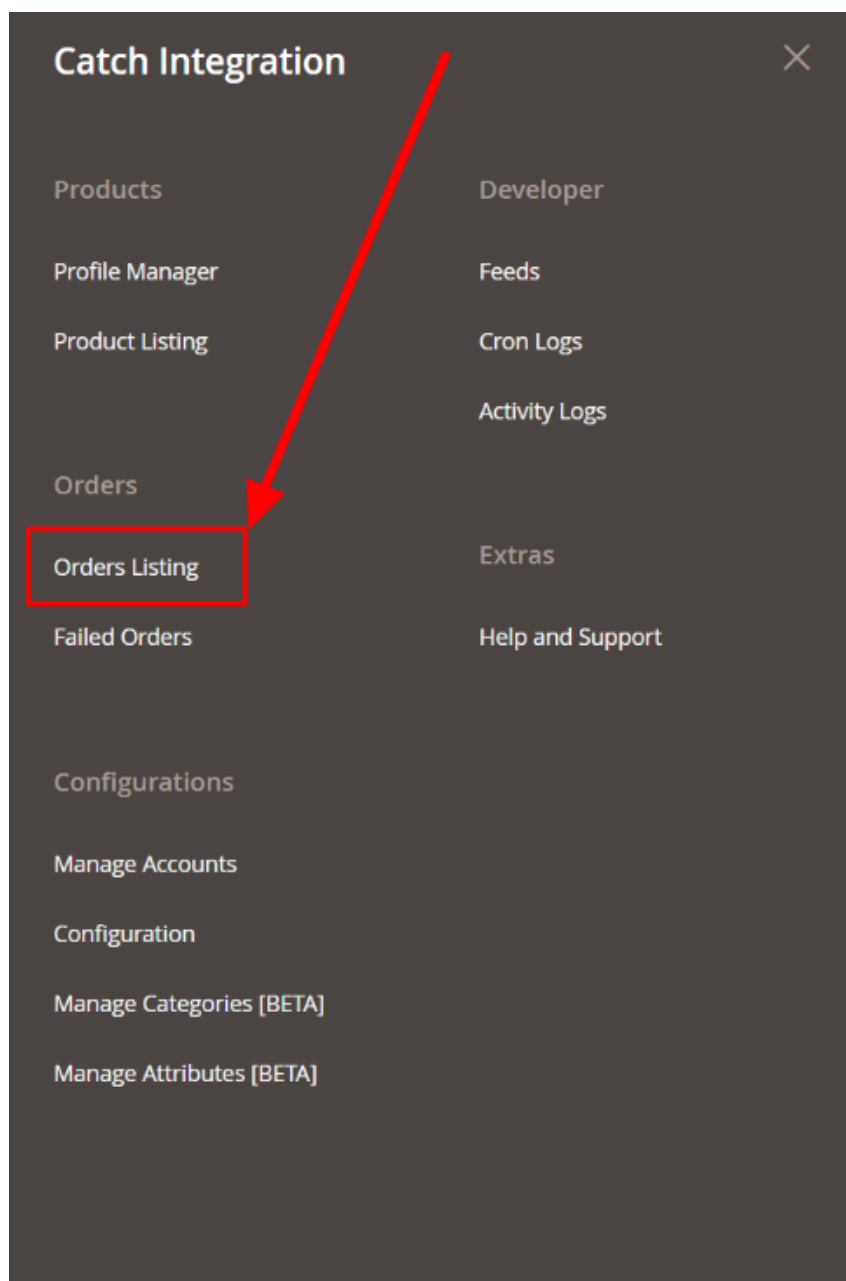 Catch Integration
Products
Profile Manager
Product Listing
Orders
Orders Listing
Failed Orders
Configurations
Manage Accounts
Configuration
Manage Categories [BETA]
Manage Attributes [BETA]
Developer
Feeds
Cron Logs
Activity Logs
Extras
Help and Support